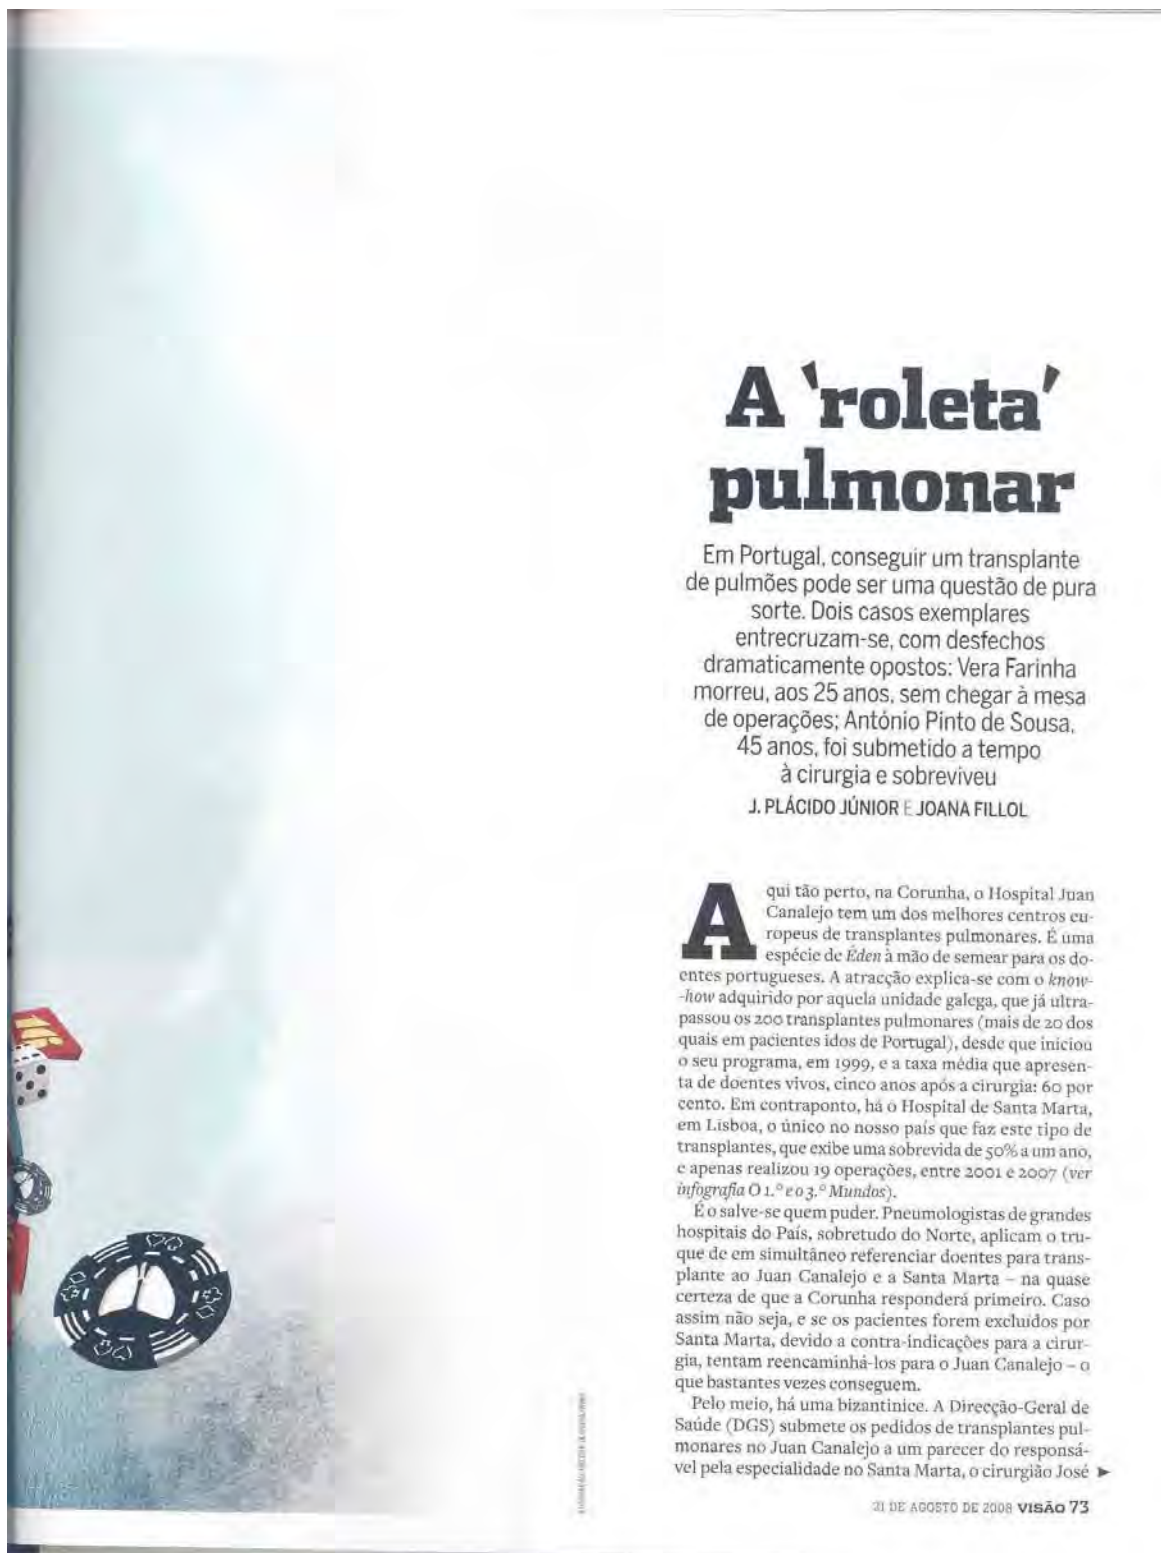 A 'roleta'
pulmonar
Em Portugal, conseguir um transplante
de pulmões pode ser uma questão de pura
sorte. Dois casos exemplares
entrecruzam-se, com desfechos
dramaticamente opostos: Vera Farinha
morreu, aos 25 anos, sem chegar à mesa
de operações; António Pinto de Sousa,
45 anos, foi submetido a tempo
à cirurgia e sobreviveu
J. PLÁCIDO JÚNIOR E JOANA FILLOL
Aqui tão perto, na Corunha, o Hospital Juan
Canalejo tem um dos melhores centros eu-
ropeus de transplantes pulmonares. É uma
espécie de Éden à mão de semear para os do-
entes portugueses. A atracção explica-se com o know-
-how adquirido por aquela unidade galega, que já ultra-
passou os 200 transplantes pulmonares (mais de 20 dos
quais em pacientes idos de Portugal), desde que iniciou
o seu programa, em 1999, e a taxa média que apresen-
ta de doentes vivos, cinco anos após a cirurgia: 60 por
cento. Em contraponto, há o Hospital de Santa Marta,
em Lisboa, o único no nosso país que faz este tipo de
transplantes, que exibe uma sobrevida de 50% a um ano,
e apenas realizou 19 operações, entre 2001 e 2007 (ver
infografia O 1.º e o 3.º Mundos).
É o salve-se quem puder. Pneumologistas de grandes
hospitais do País, sobretudo do Norte, aplicam o tru-
que de em simultâneo referenciar doentes para trans-
plante ao Juan Canalejo e a Santa Marta – na quase
certeza de que a Corunha responderá primeiro. Caso
assim não seja, e se os pacientes forem excluídos por
Santa Marta, devido a contra-indicações para a cirur-
gia, tentam reencaminhá-los para o Juan Canalejo – o
que bastantes vezes conseguem.
Pelo meio, há uma bizantinice. A Direcção-Geral de
Saúde (DGS) submete os pedidos de transplantes pul-
monares no Juan Canalejo a um parecer do responsá-
vel pela especialidade no Santa Marta, o cirurgião José ►
21 DE AGOSTO DE 2008 VISÃO 73